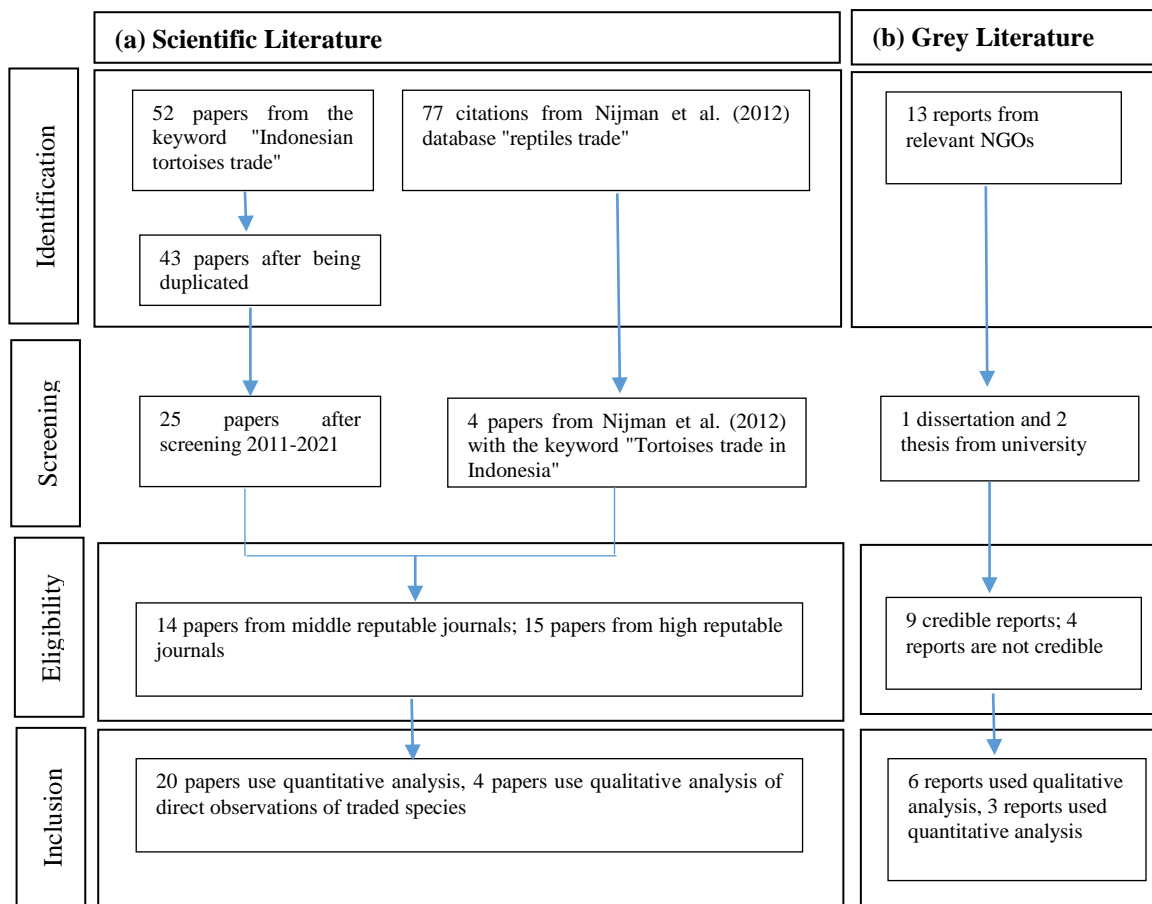 (a) Scientific Literature
(b) Grey Literature
Identification
52 papers from the
keyword "Indonesian
tortoises trade"
77 citations from Nijman et al. (2012)
database "reptiles trade"
13 reports from
relevant NGOs
43 papers after being
duplicated
Screening
25 papers after
screening 2011-2021
4 papers from Nijman et al. (2012)
with the keyword "Tortoises trade in
Indonesia"
1 dissertation and 2
thesis from university
Eligibility
14 papers from middle reputable journals; 15 papers from high reputable
journals
9 credible reports; 4
reports are not credible
Inclusion
20 papers use quantitative analysis, 4 papers use qualitative analysis of
direct observations of traded species
6 reports used qualitative
analysis, 3 reports used
quantitative analysis